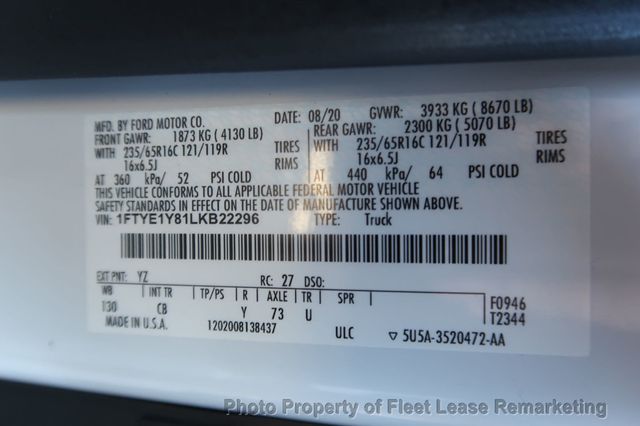 MFD. BY FORD MOTOR CO. DATE: 08/20 GVWR: 3933 KG ( 8670 LB)
FRONT GAWR: 1873 KG ( 4130 LB) REAR GAWR: 2300 KG ( 5070 LB)
WITH 235/65R16C 121/119R TIRES WITH 235/65R16C 121/119R TIRES
16x6.5J RIMS 16x6.5J RIMS
AT 360 kPa/ 52 PSI COLD AT 440 kPa/ 64 PSI COLD
THIS VEHICLE CONFORMS TO ALL APPLICABLE FEDERAL MOTOR VEHICLE
SAFETY STANDARDS IN EFFECT ON THE DATE OF MANUFACTURE SHOWN ABOVE.
VIN: 1FTYE1Y81LKB22296 TYPE: Truck
EXT PNT: YZ RC: 27 DSO:
WB INT TR TP/PS R AXLE TR SPR
130 CB Y 73 U F0946
T2344
MADE IN U.S.A. 1202008138437 ULC ▽ 5U5A-3520472-AA
Photo Property of Fleet Lease Remarketing